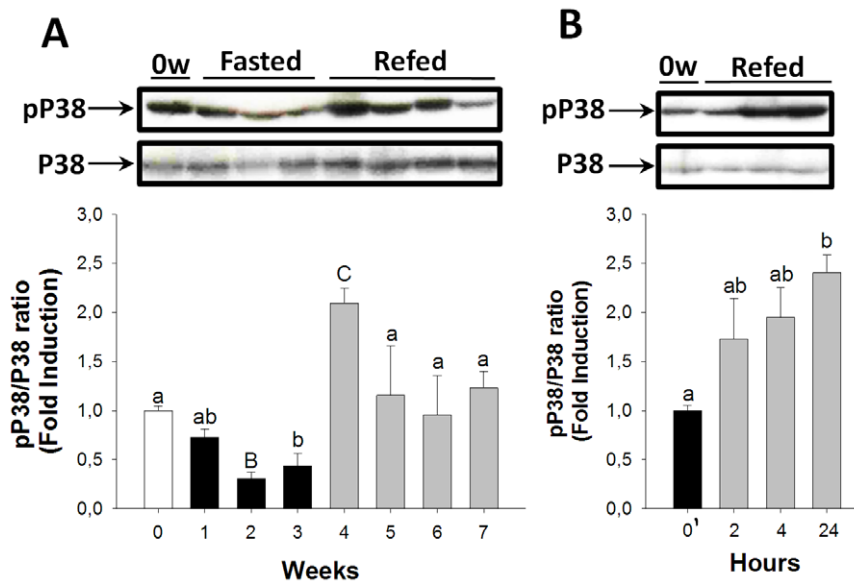 A
0w Fasted Refed
pP38
P38
pP38/P38 ratio
(Fold Induction)
3,0
2,5
2,0
1,5
1,0
0,5
0,0
a
ab
B
b
C
a
a
a
0 1 2 3 4 5 6 7
Weeks
B
0w Refed
pP38
P38
pP38/P38 ratio
(Fold Induction)
3,0
2,5
2,0
1,5
1,0
0,5
0,0
a
ab
ab
b
0' 2 4 24
Hours